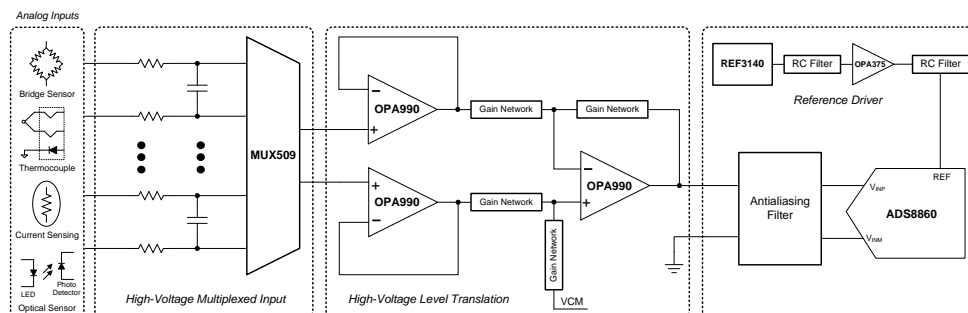 Analog Inputs
Bridge Sensor
Thermocouple
Current Sensing
LED
Photo
Detector
Optical Sensor
MUX509
High-Voltage Multiplexed Input
OPA990
OPA990
Gain Network
Gain Network
Gain Network
OPA990
Gain Network
VCM
High-Voltage Level Translation
REF3140
RC Filter
OPA375
RC Filter
Reference Driver
Antialiasing
Filter
VINP
VINM
REF
ADS8860